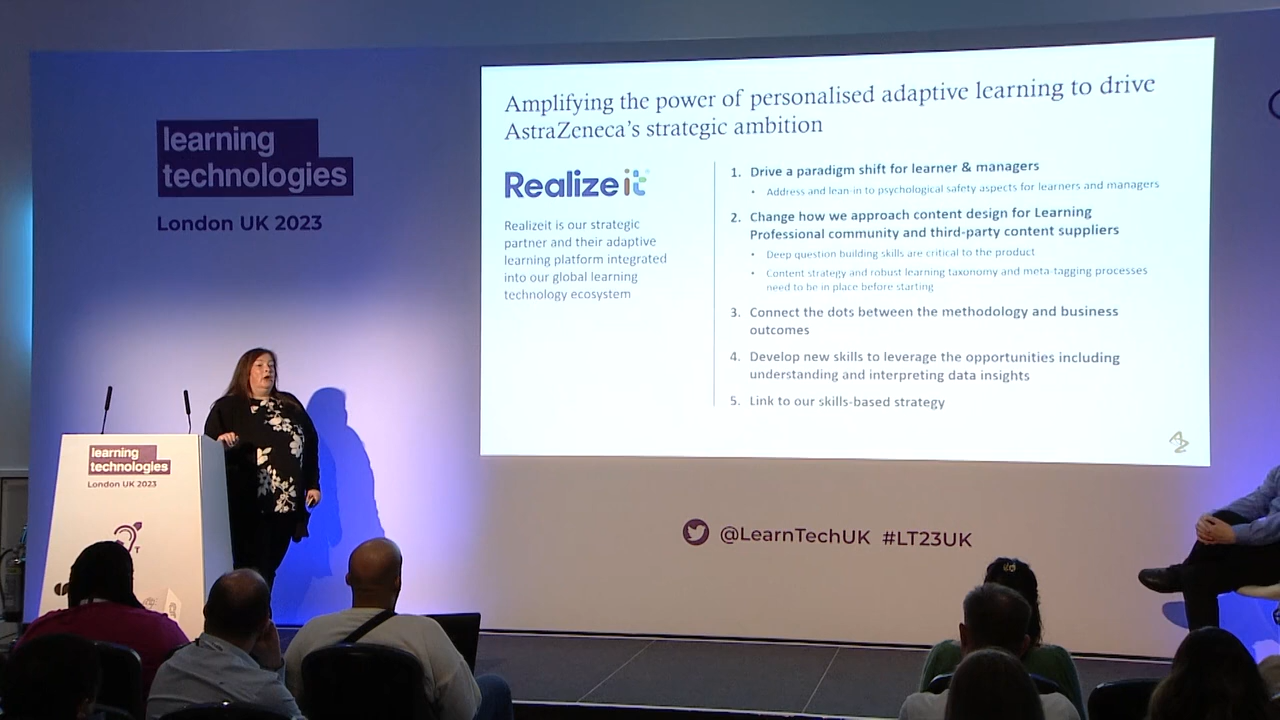 learning
technologies
London UK 2023
Amplifying the power of personalised adaptive learning to drive
AstraZeneca's strategic ambition
Realizeit
Realizeit is our strategic
partner and their adaptive
learning platform integrated
into our global learning
technology ecosystem
1. Drive a paradigm shift for learner & managers
• Address and lean-in to psychological safety aspects for learners and managers
2. Change how we approach content design for Learning
Professional community and third-party content suppliers
• Deep question building skills are critical to the product
• Content strategy and robust learning taxonomy and meta-tagging processes
need to be in place before starting
3. Connect the dots between the methodology and business
outcomes
4. Develop new skills to leverage the opportunities including
understanding and interpreting data insights
5. Link to our skills-based strategy
@LearnTechUK #LT23UK
learning
technologies
London UK 2023
T